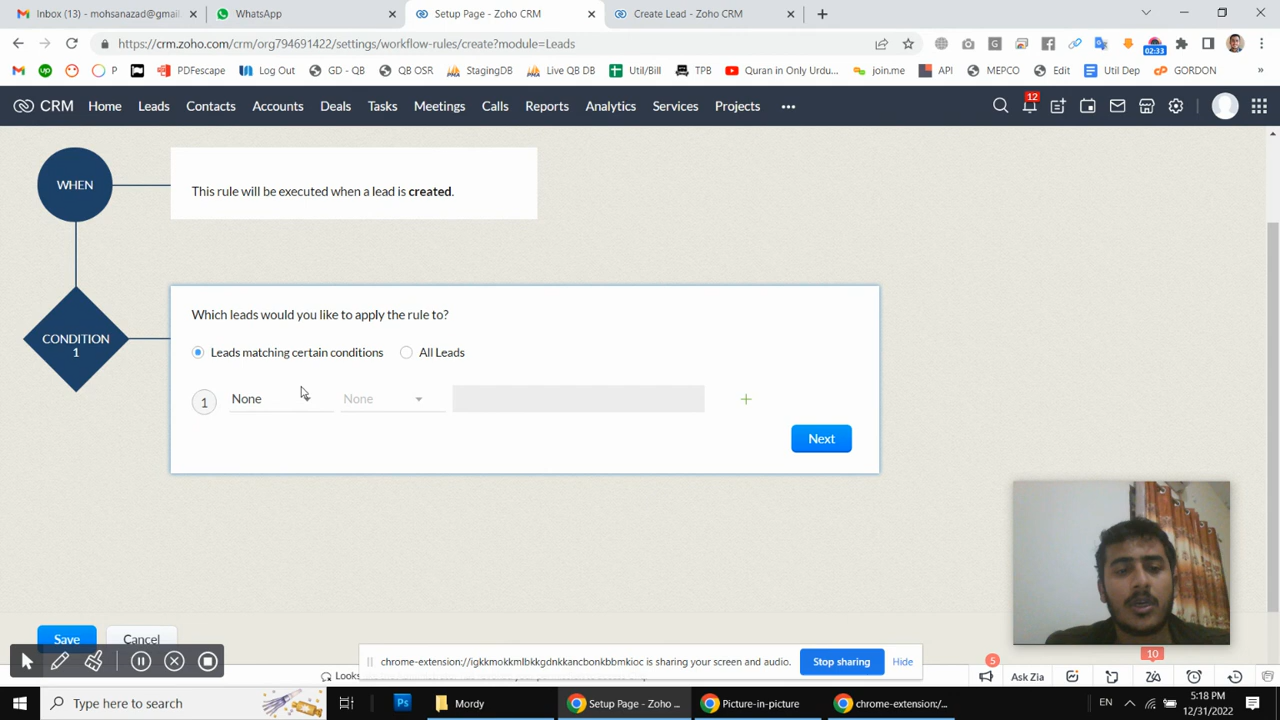 Inbox (13) - mohsanazad@gmail.
WhatsApp
Setup Page - Zoho CRM
Create Lead - Zoho CRM
https://crm.zoho.com/crm/org794691422/settings/workflow-rules/create?module=Leads
02:33
P
PDFescape
Log Out
GD - QB
QB OSR
StagingDB
Live QB DB
Util/Bill
TPB
Quran in Only Urdu...
join.me
API
MEPCO
Edit
Util Dep
GORDON
»
CRM
Home
Leads
Contacts
Accounts
Deals
Tasks
Meetings
Calls
Reports
Analytics
Services
Projects
12
WHEN
This rule will be executed when a lead is created.
CONDITION
1
Which leads would you like to apply the rule to?
Leads matching certain conditions
All Leads
1
None
None
Next
Save
Cancel
chrome-extension://igkkmokkmlbkkgdnkkancbonkbbmkioc is sharing your screen and audio.
Stop sharing
Hide
5
Ask Zia
10
Type here to search
Mordy
Setup Page - Zoho ...
Picture-in-picture
chrome-extension:/...
EN
5:18 PM
12/31/2022